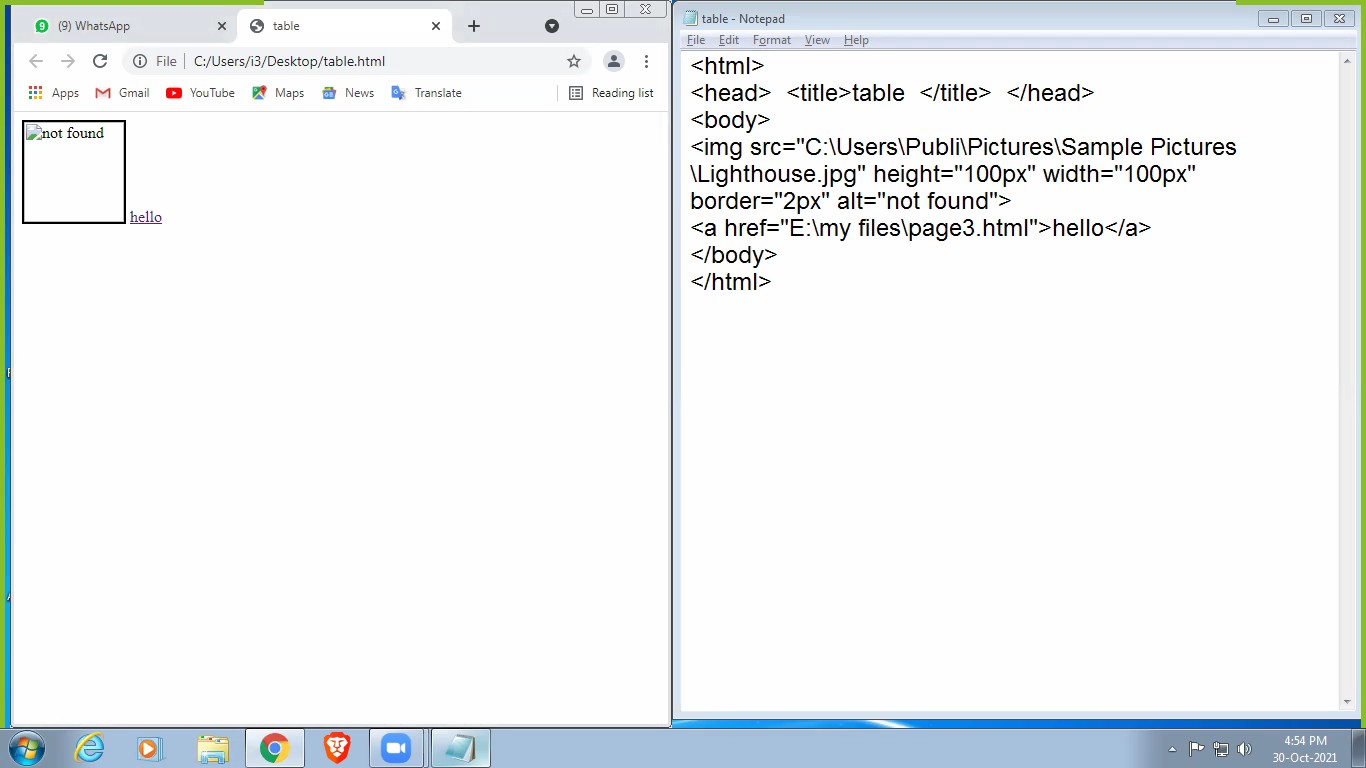 (9) WhatsApp
table
File
C:/Users/i3/Desktop/table.html
Apps
Gmail
YouTube
Maps
News
Translate
Reading list
not found
hello
table - Notepad
File Edit Format View Help
<html>
<head>  <title>table  </title>  </head>
<body>
<img src="C:\Users\Publi\Pictures\Sample Pictures
\Lighthouse.jpg" height="100px" width="100px"
border="2px" alt="not found">
<a href="E:\my files\page3.html">hello</a>
</body>
</html>
4:54 PM
30-Oct-2021